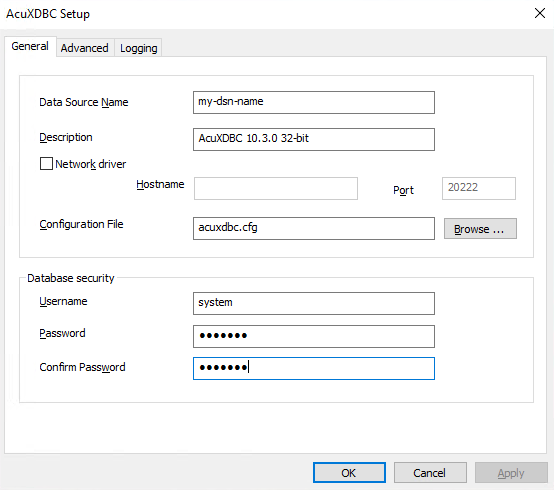 AcuXDBC Setup
General Advanced Logging
Data Source Name my-dsn-name
Description AcuXDBC 10.3.0 32-bit
Network driver
Hostname Port 20222
Configuration File acuxdbc.cfg Browse ...
Database security
Username system
Password •••••••
Confirm Password •••••••
OK Cancel Apply